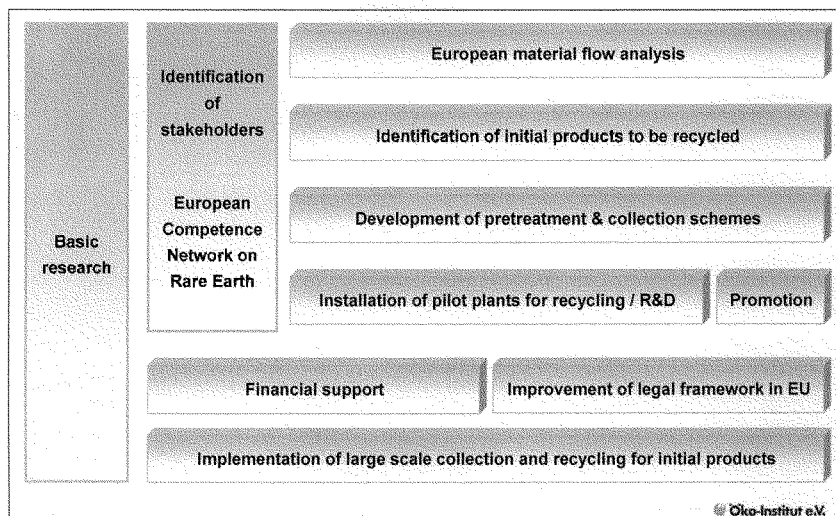 Basic
research
Identification
of
stakeholders
European
Competence
Network on
Rare Earth
European material flow analysis
Identification of initial products to be recycled
Development of pretreatment & collection schemes
Installation of pilot plants for recycling / R&D
Promotion
Financial support
Improvement of legal framework in EU
Implementation of large scale collection and recycling for initial products
Öko-Institut e.V.